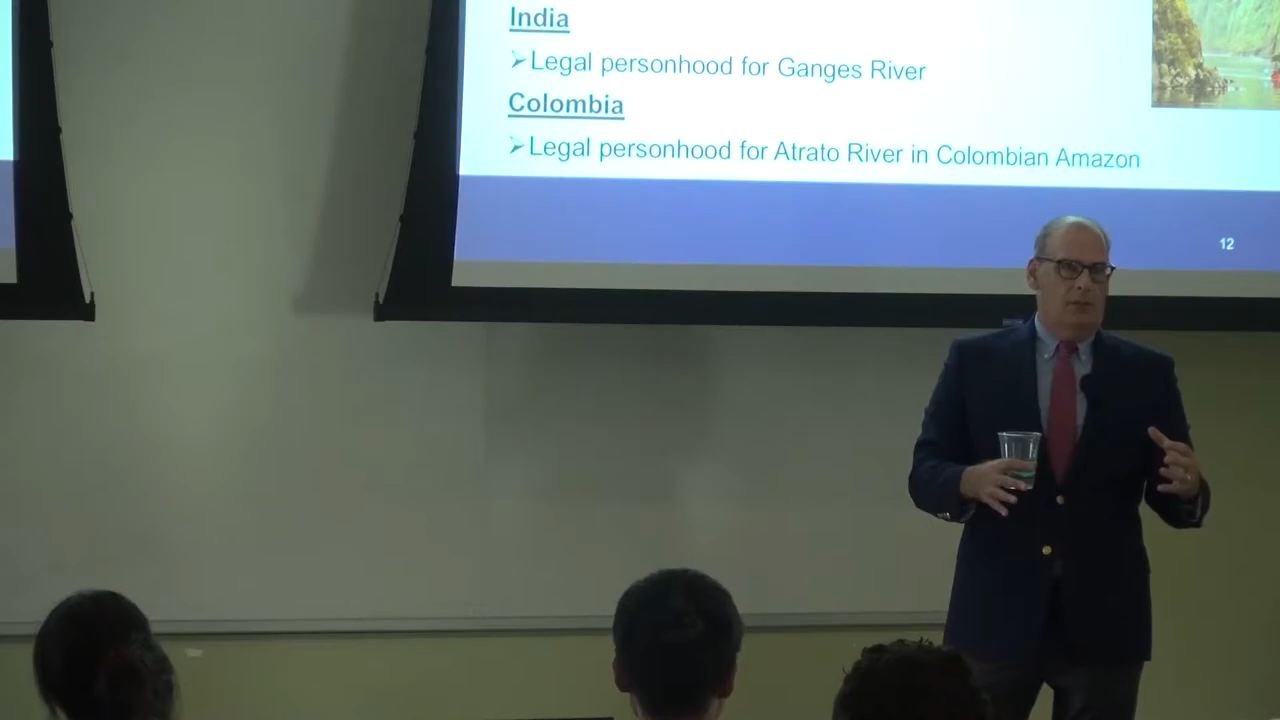 India
➢Legal personhood for Ganges River
Colombia
➢Legal personhood for Atrato River in Colombian Amazon
12